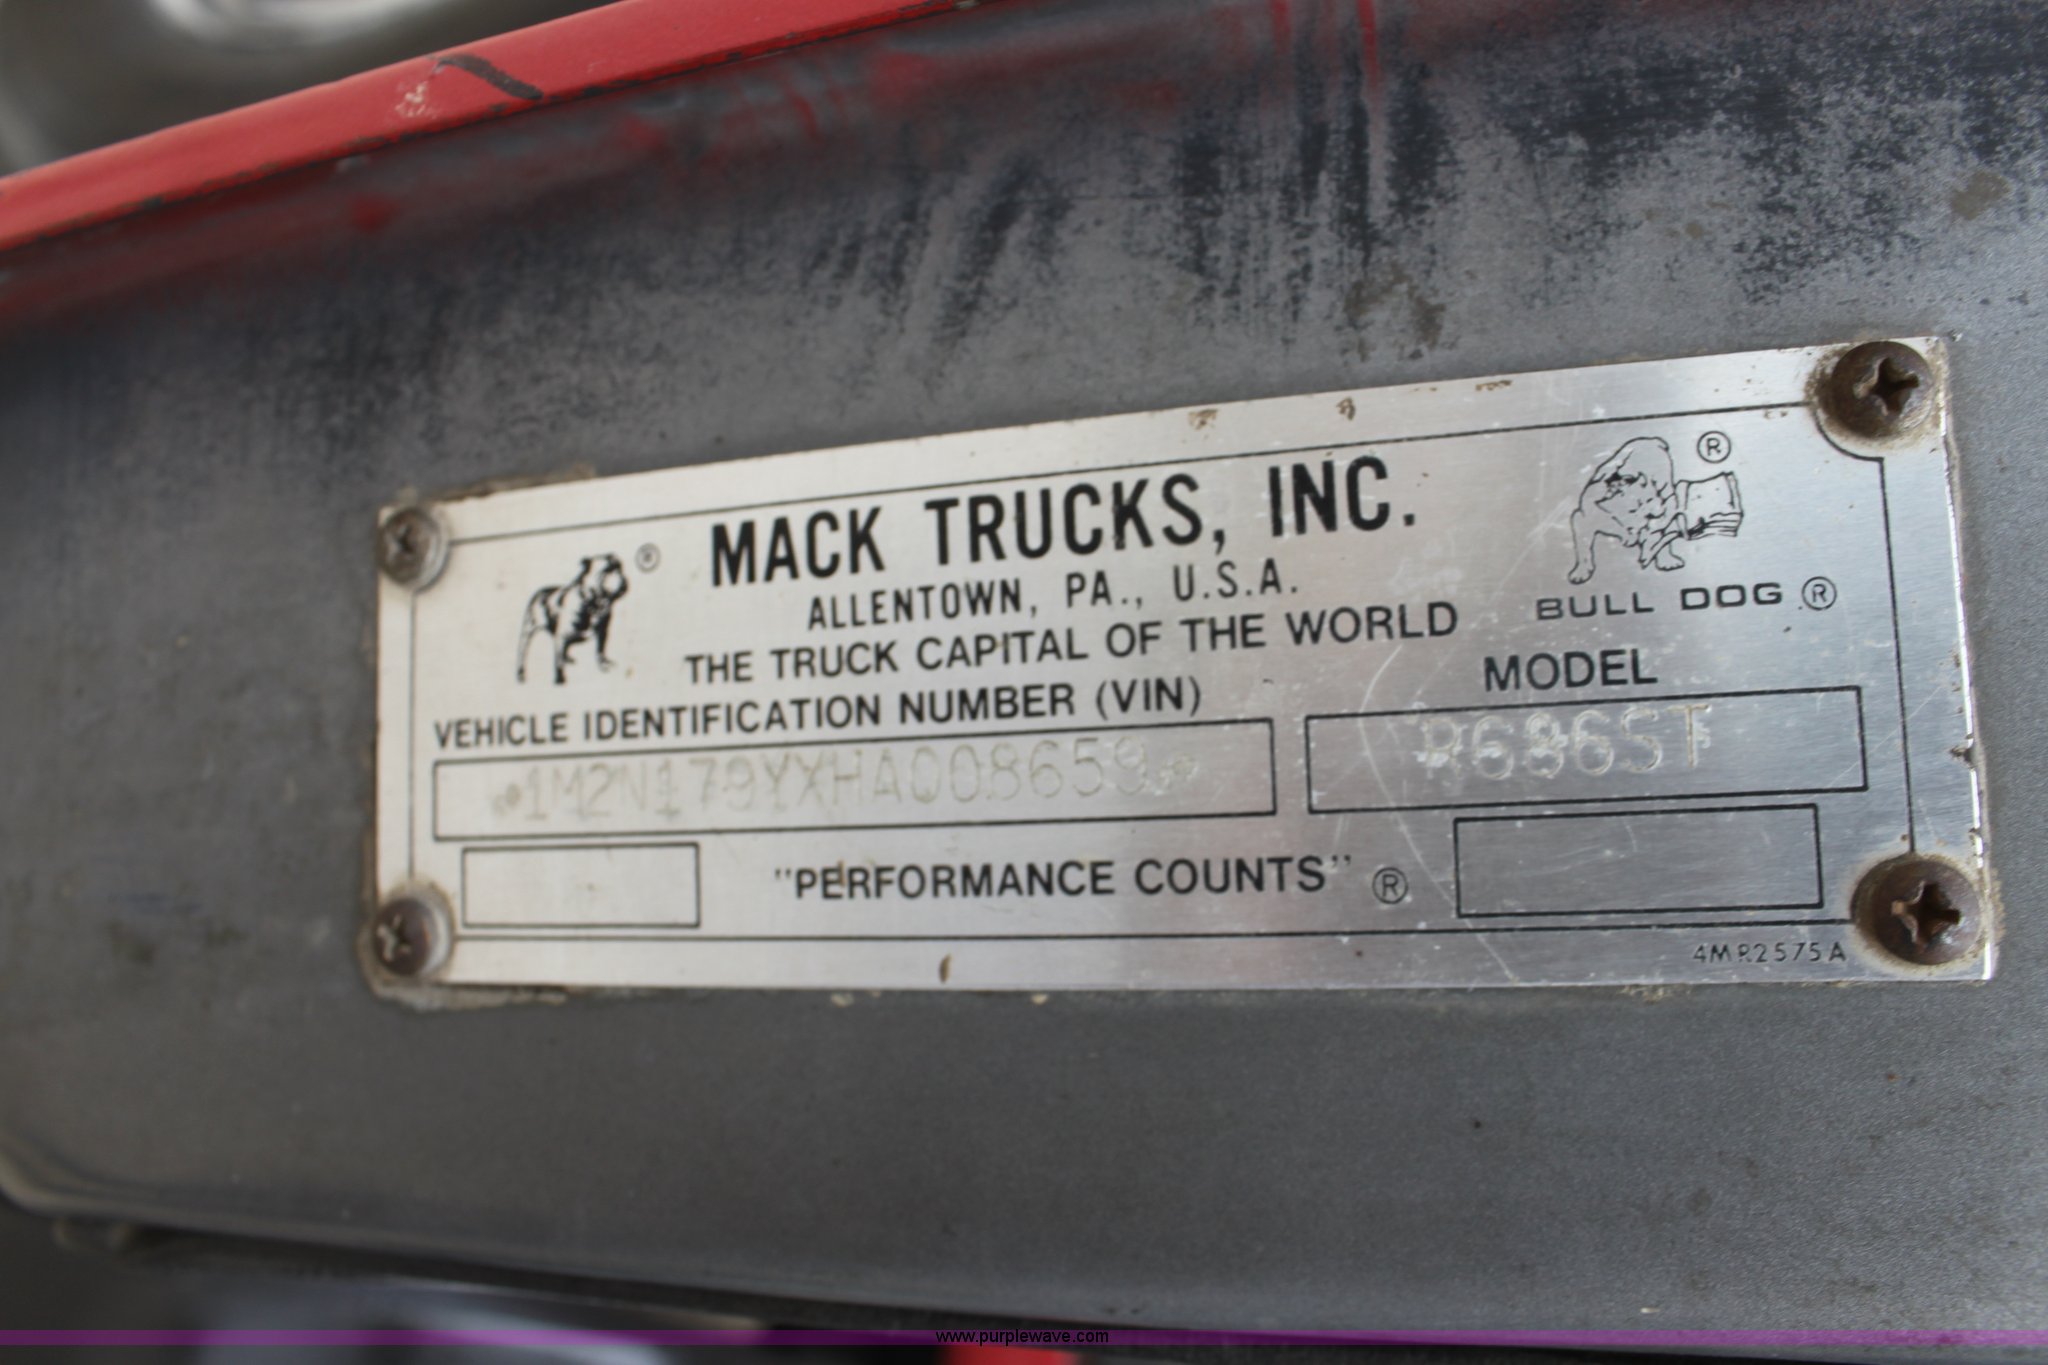 MACK TRUCKS, INC.
ALLENTOWN, PA., U.S.A.
THE TRUCK CAPITAL OF THE WORLD
BULL DOG ®
VEHICLE IDENTIFICATION NUMBER (VIN)
MODEL
*1M2N179YXHA008659*
R686ST
"PERFORMANCE COUNTS" ®
4MR2575A
www.purplewave.com